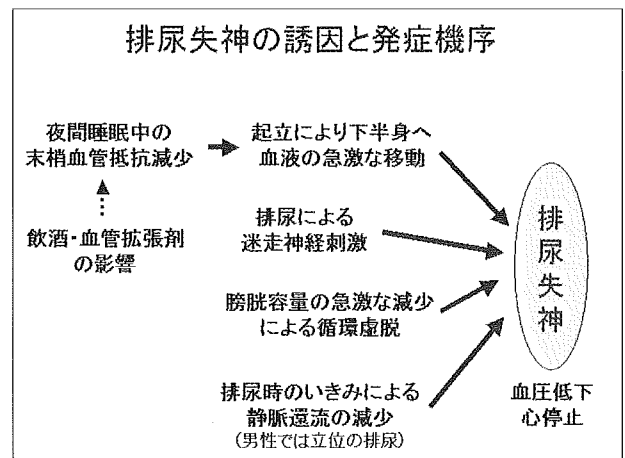 排尿失神の誘因と発症機序
夜間睡眠中の
末梢血管抵抗減少
起立により下半身へ
血液の急激な移動
飲酒・血管拡張剤
の影響
排尿による
迷走神経刺激
膀胱容量の急激な減少
による循環虚脱
排尿時のいきみによる
静脈還流の減少
(男性では立位の排尿)
排尿失神
血圧低下
心停止